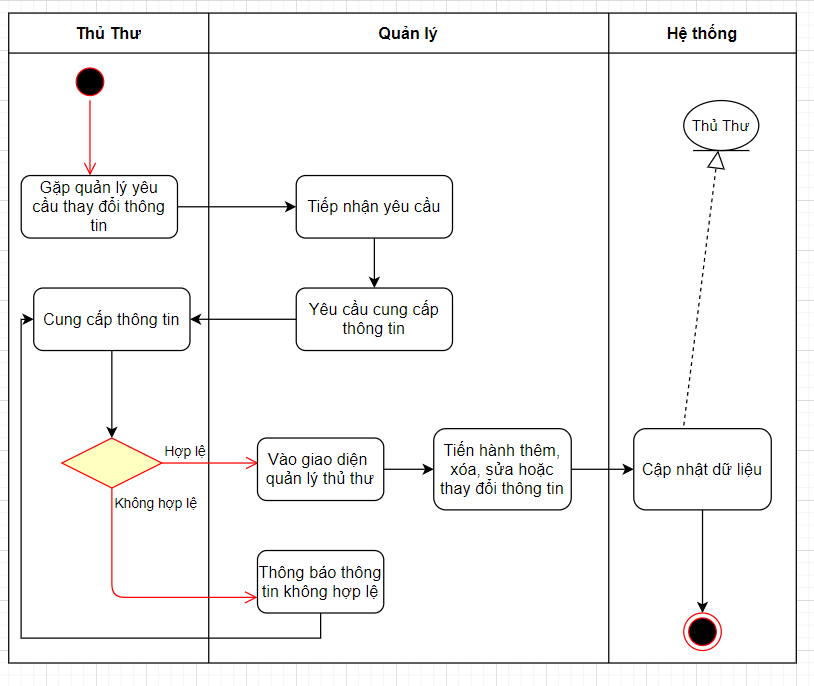 Thủ Thư
Quản lý
Hệ thống
Thủ Thư
Gặp quản lý yêu
cầu thay đổi thông
tin
Tiếp nhận yêu cầu
Cung cấp thông tin
Yêu cầu cung cấp
thông tin
Hợp lệ
Không hợp lệ
Vào giao diện
quản lý thủ thư
Tiến hành thêm,
xóa, sửa hoặc
thay đổi thông tin
Cập nhật dữ liệu
Thông báo thông
tin không hợp lệ